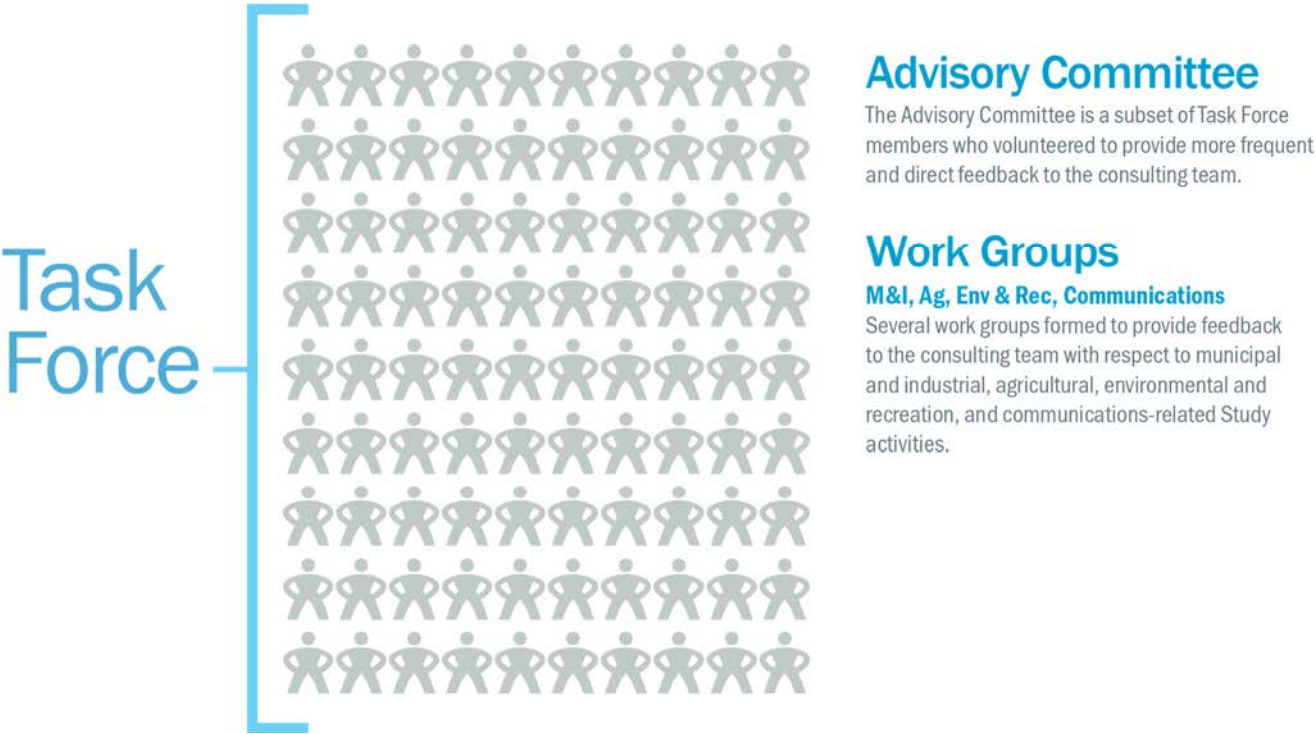 Task
Force
Advisory Committee
The Advisory Committee is a subset of Task Force
members who volunteered to provide more frequent
and direct feedback to the consulting team.
Work Groups
M&I, Ag, Env & Rec, Communications
Several work groups formed to provide feedback
to the consulting team with respect to municipal
and industrial, agricultural, environmental and
recreation, and communications-related Study
activities.